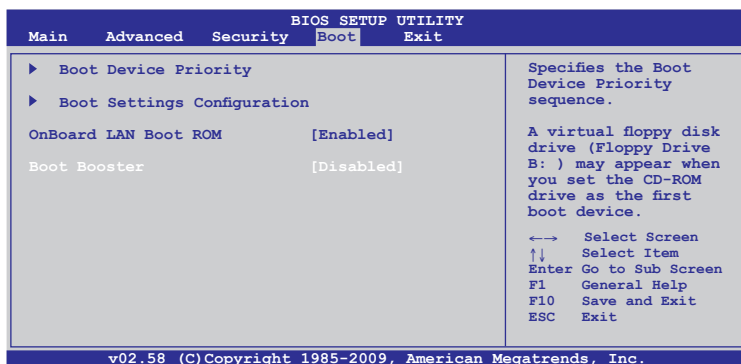 BIOS SETUP UTILITY
Main Advanced Security Boot Exit
Boot Device Priority
Boot Settings Configuration
OnBoard LAN Boot ROM [Enabled]
Boot Booster [Disabled]
Specifies the Boot
Device Priority
sequence.
A virtual floppy disk
drive (Floppy Drive
B: ) may appear when
you set the CD-ROM
drive as the first
boot device.
←→ Select Screen
↑↓ Select Item
Enter Go to Sub Screen
F1 General Help
F10 Save and Exit
ESC Exit
v02.58 (C)Copyright 1985-2009, American Megatrends, Inc.